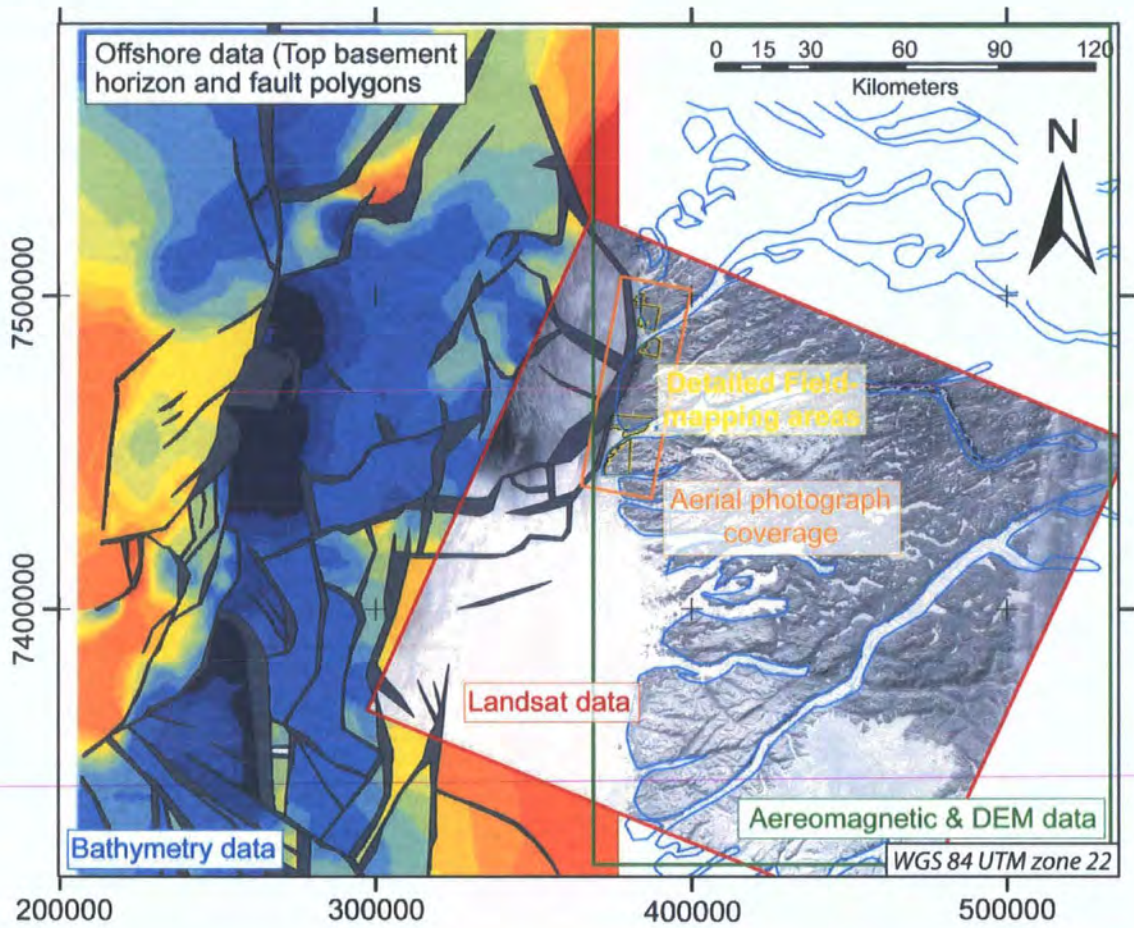 Offshore data (Top basement
horizon and fault polygons
0 15 30 60 90 120
Kilometers
N
7500000
Detailed Field-
mapping areas
Aerial photograph
coverage
7400000
Landsat data
Aereomagnetic & DEM data
Bathymetry data
WGS 84 UTM zone 22
200000 300000 400000 500000